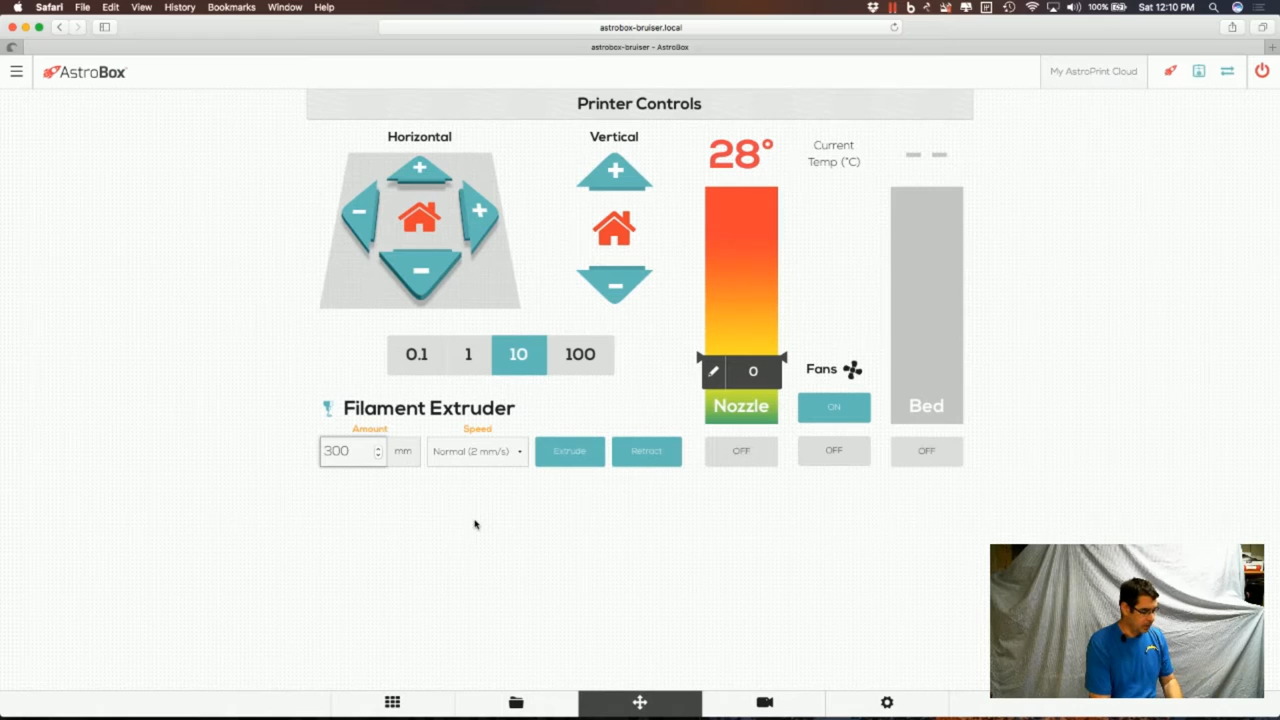 Safari File Edit View History Bookmarks Window Help
100% Sat 12:10 PM
astrobox-bruiser.local
astrobox-bruiser - AstroBox
AstroBox
My AstroPrint Cloud
Printer Controls
Horizontal
Vertical
28°
Current
Temp (°C)
-- --
+
- +
-
+
-
0.1 1 10 100
0
Fans
Nozzle
ON
Bed
Filament Extruder
Amount
Speed
300 mm
Normal (2 mm/s)
Extrude
Retract
OFF
OFF
OFF